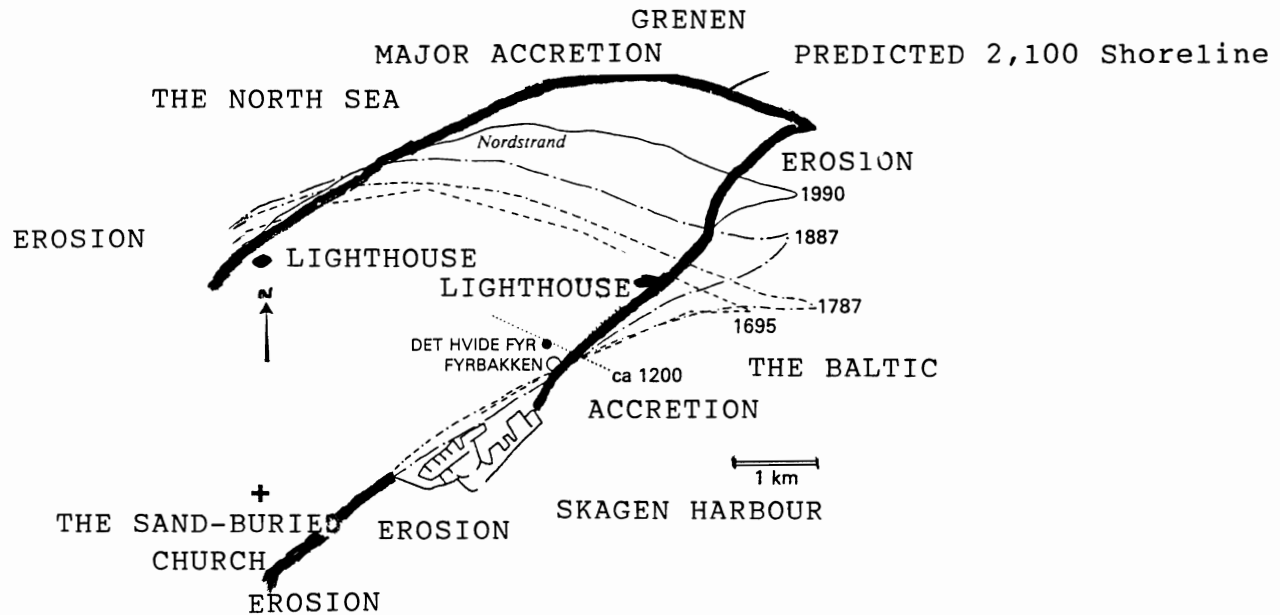 GRENEN
MAJOR ACCRETION
PREDICTED 2,100 Shoreline
THE NORTH SEA
Nordstrand
EROSION
1990
EROSION
1887
LIGHTHOUSE
LIGHTHOUSE
N
1787
1695
DET HVIDE FYR
FYRBAKKEN
ca 1200
THE BALTIC
ACCRETION
1 km
SKAGEN HARBOUR
THE SAND-BURIED
CHURCH
EROSION
EROSION